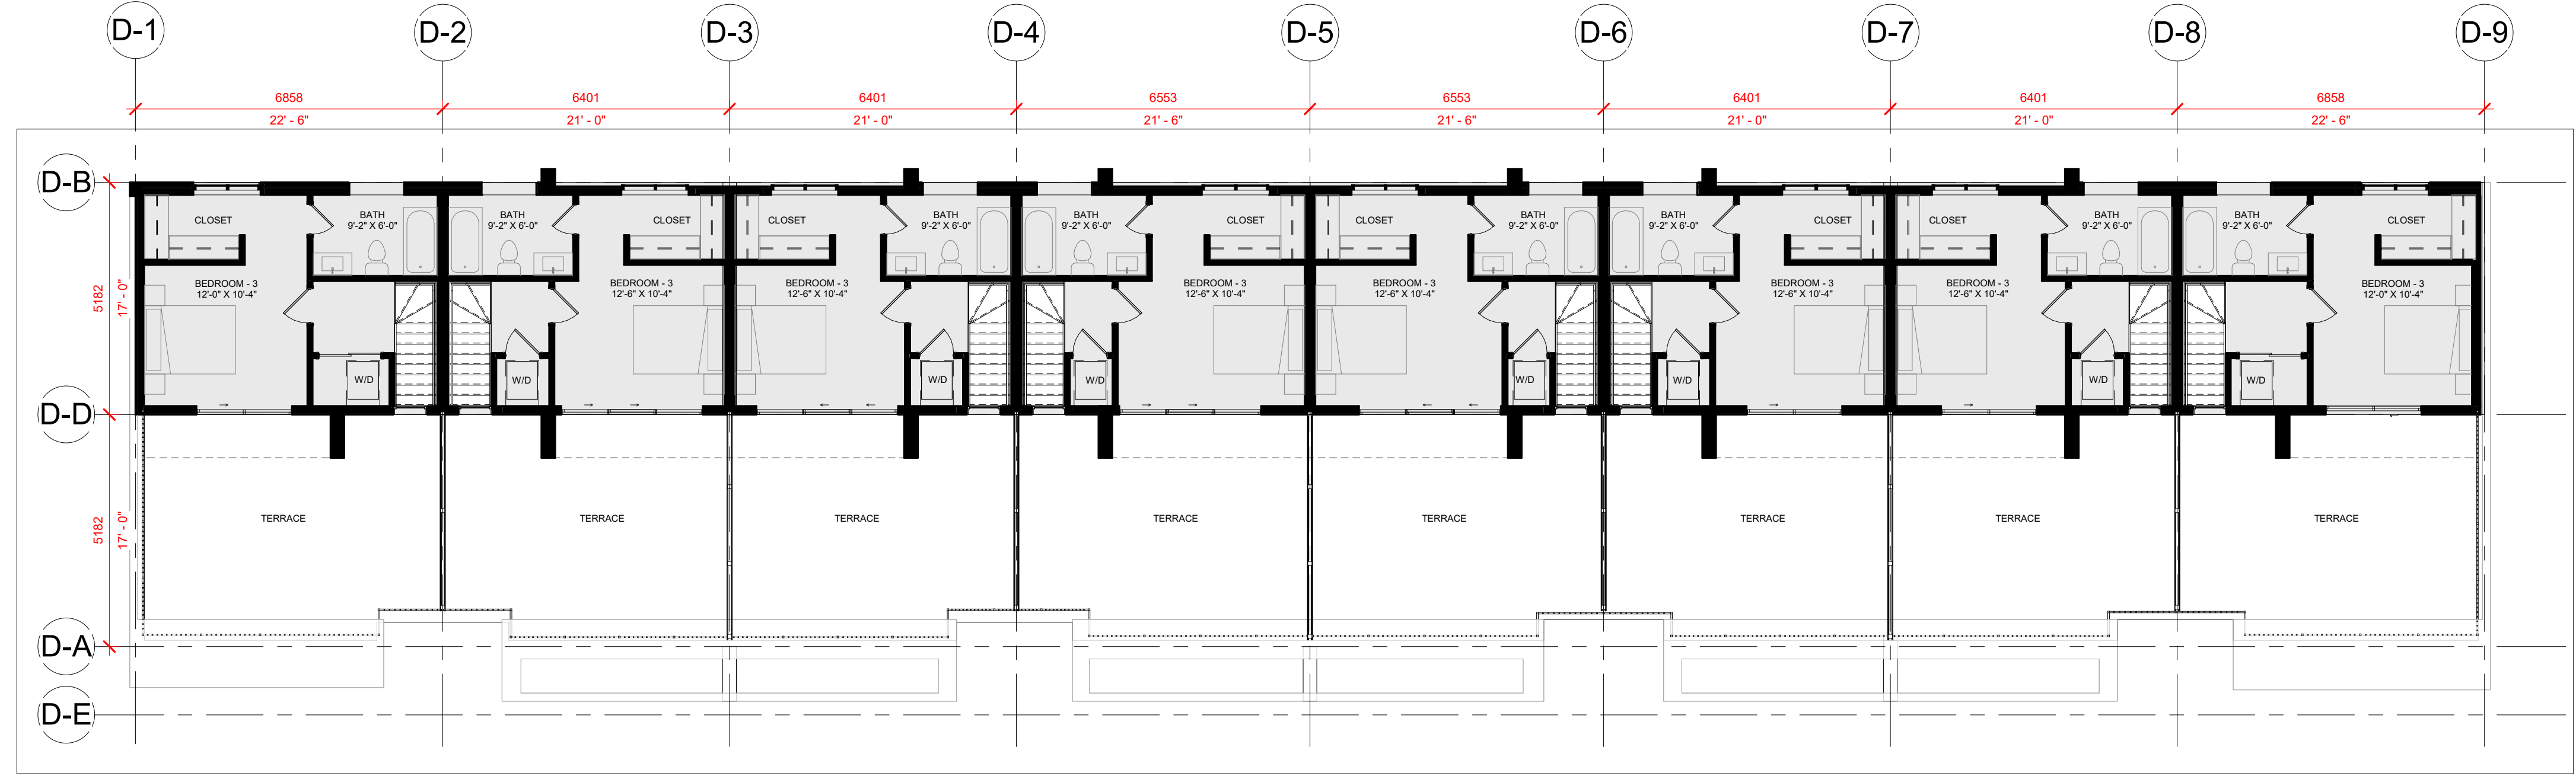 D-1
D-2
D-3
D-4
D-5
D-6
D-7
D-8
D-9
6858
6401
6401
6553
6553
6401
6401
6858
22' - 6"
21' - 0"
21' - 0"
21' - 6"
21' - 6"
21' - 0"
21' - 0"
22' - 6"
D-B
CLOSET
BATH
9'-2" X 6'-0"
BATH
9'-2" X 6'-0"
CLOSET
CLOSET
BATH
9'-2" X 6'-0"
BATH
9'-2" X 6'-0"
CLOSET
CLOSET
BATH
9'-2" X 6'-0"
BATH
9'-2" X 6'-0"
CLOSET
CLOSET
BATH
9'-2" X 6'-0"
BATH
9'-2" X 6'-0"
CLOSET
5182
17' - 0"
BEDROOM - 3
12'-0" X 10'-4"
BEDROOM - 3
12'-6" X 10'-4"
BEDROOM - 3
12'-6" X 10'-4"
BEDROOM - 3
12'-6" X 10'-4"
BEDROOM - 3
12'-6" X 10'-4"
BEDROOM - 3
12'-6" X 10'-4"
BEDROOM - 3
12'-6" X 10'-4"
BEDROOM - 3
12'-0" X 10'-4"
W/D
W/D
W/D
W/D
W/D
W/D
W/D
W/D
D-D
5182
17' - 0"
TERRACE
TERRACE
TERRACE
TERRACE
TERRACE
TERRACE
TERRACE
TERRACE
D-A
D-E